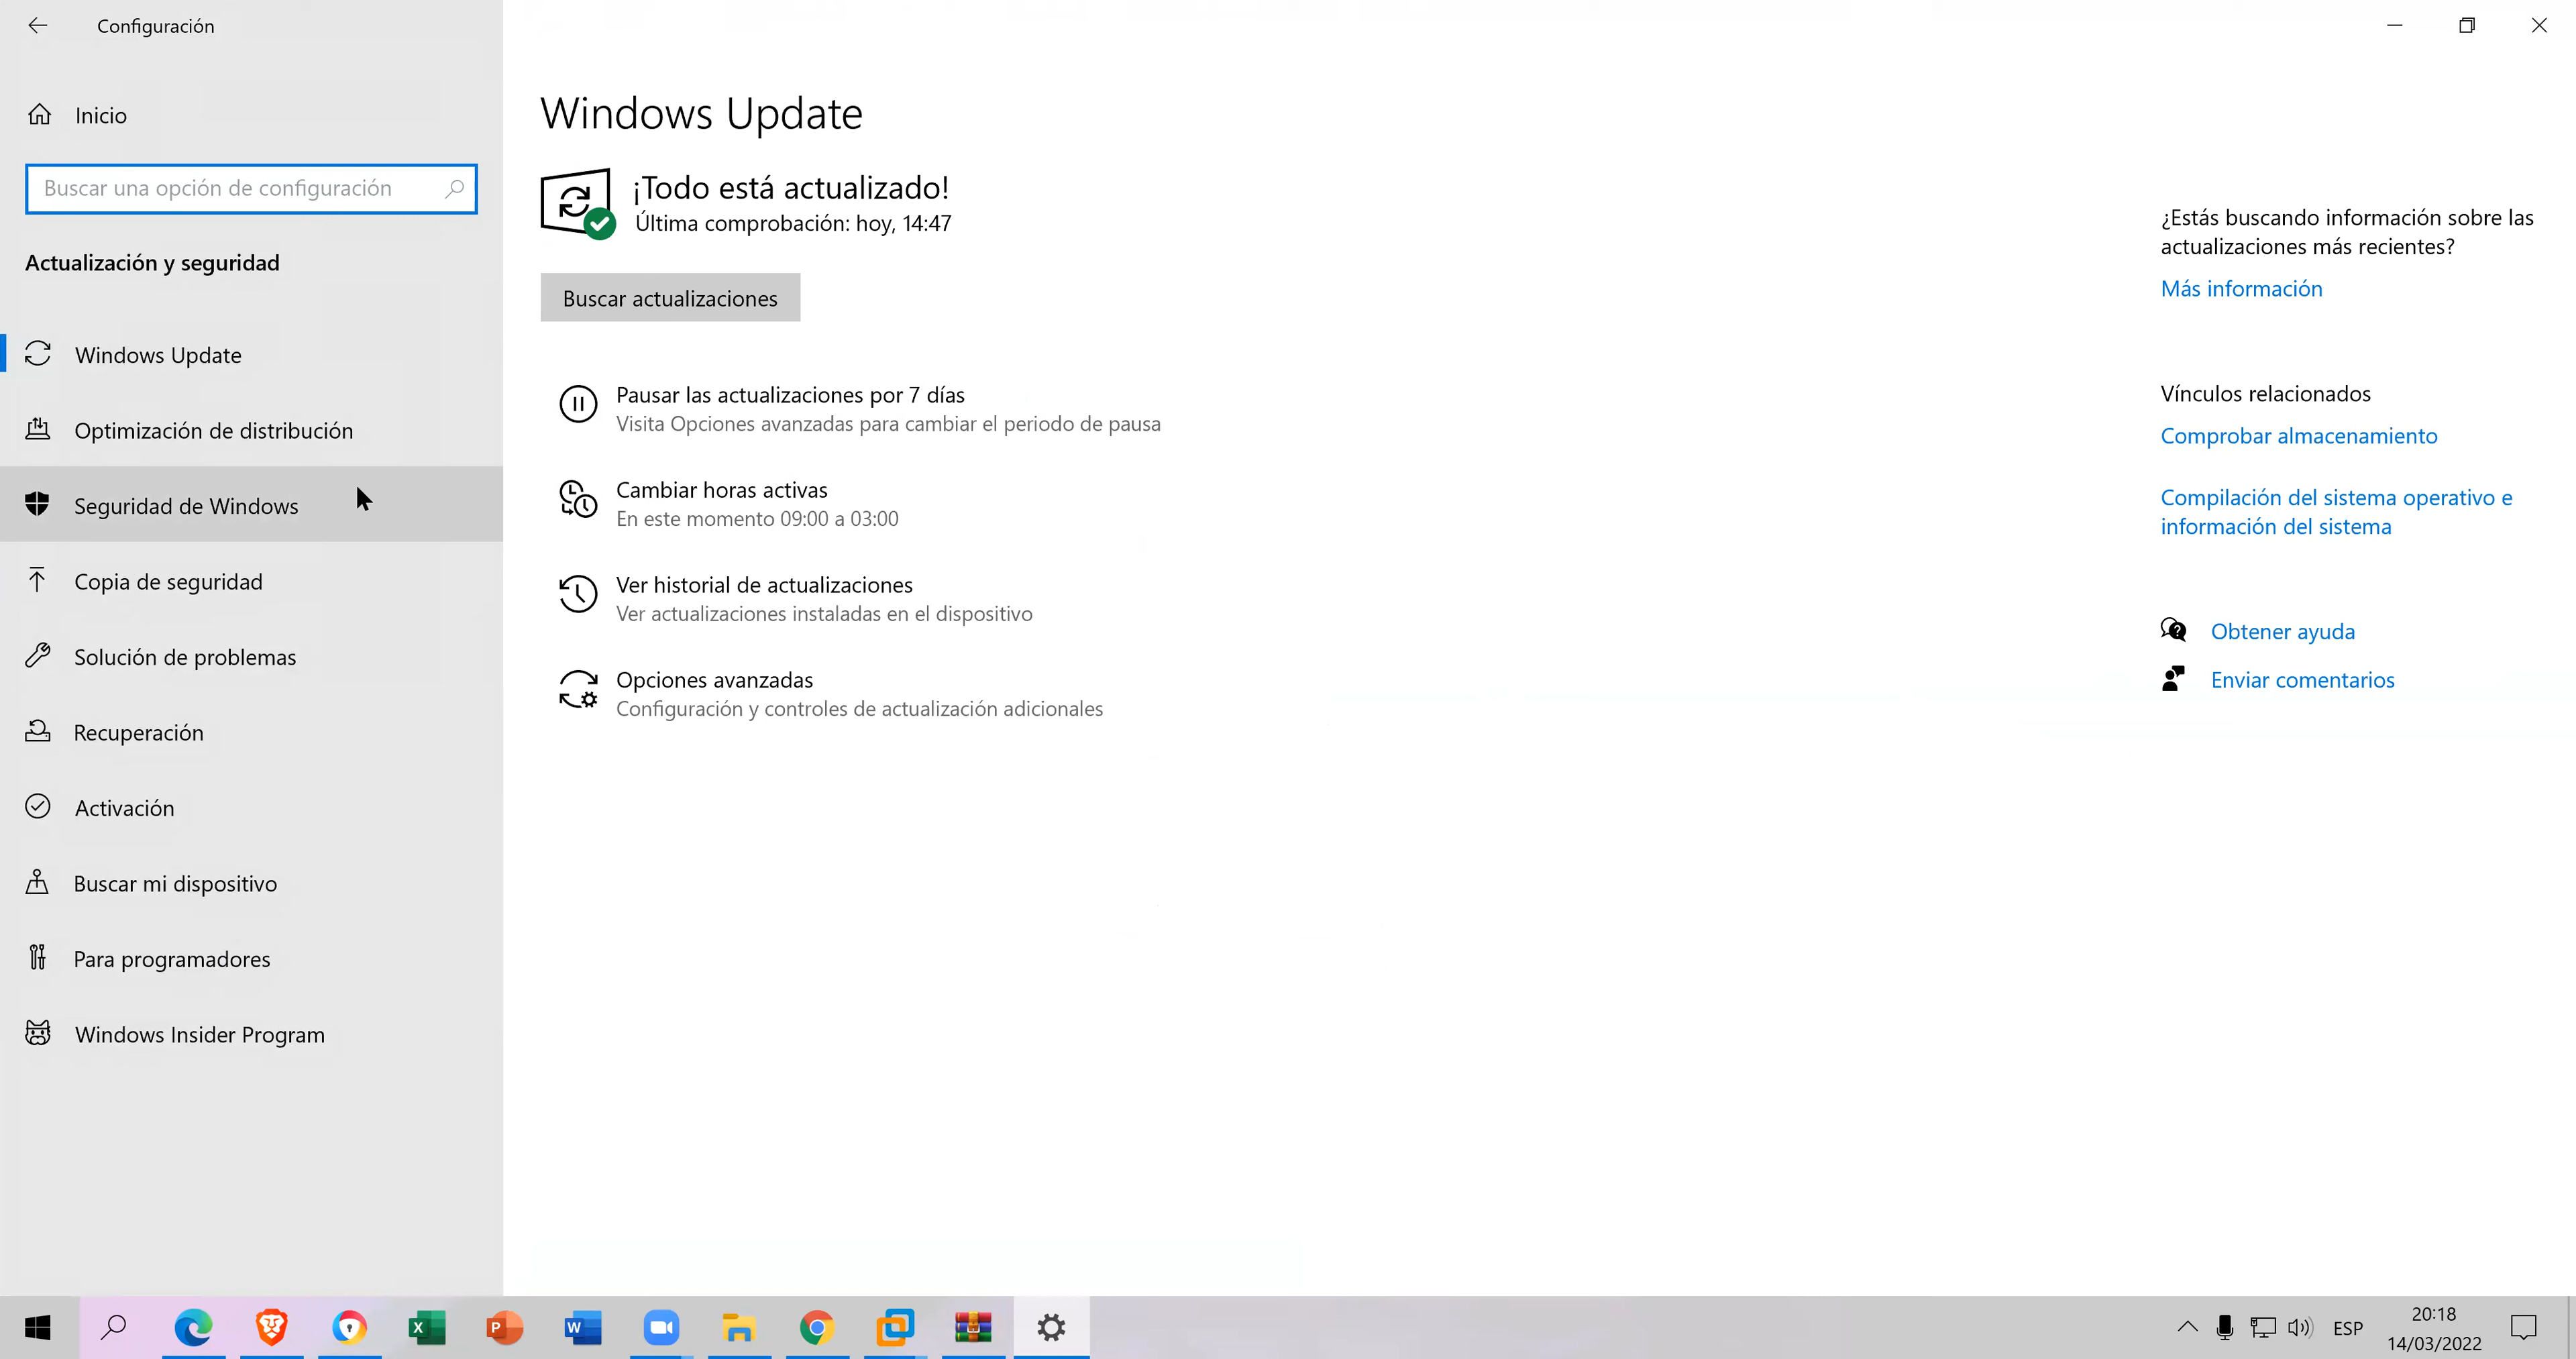 Configuración
Inicio
Buscar una opción de configuración
Actualización y seguridad
Windows Update
Optimización de distribución
Seguridad de Windows
Copia de seguridad
Solución de problemas
Recuperación
Activación
Buscar mi dispositivo
Para programadores
Windows Insider Program
Windows Update
¡Todo está actualizado!
Última comprobación: hoy, 14:47
Buscar actualizaciones
Pausar las actualizaciones por 7 días
Visita Opciones avanzadas para cambiar el periodo de pausa
Cambiar horas activas
En este momento 09:00 a 03:00
Ver historial de actualizaciones
Ver actualizaciones instaladas en el dispositivo
Opciones avanzadas
Configuración y controles de actualización adicionales
¿Estás buscando información sobre las
actualizaciones más recientes?
Más información
Vínculos relacionados
Comprobar almacenamiento
Compilación del sistema operativo e
información del sistema
Obtener ayuda
Enviar comentarios
X
P
W
ESP
20:18
14/03/2022